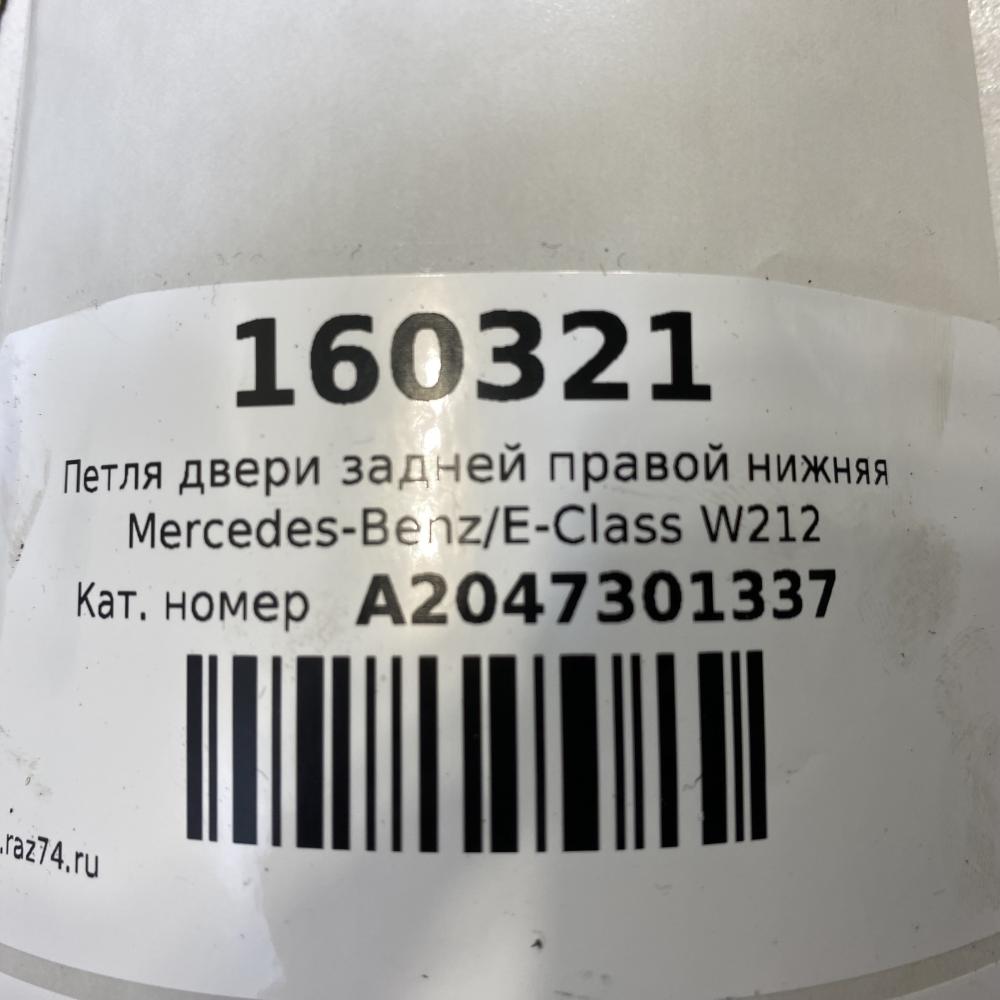 160321
Петля двери задней правой нижняя
Mercedes-Benz/E-Class W212
Кат. номер A2047301337
.raz74.ru